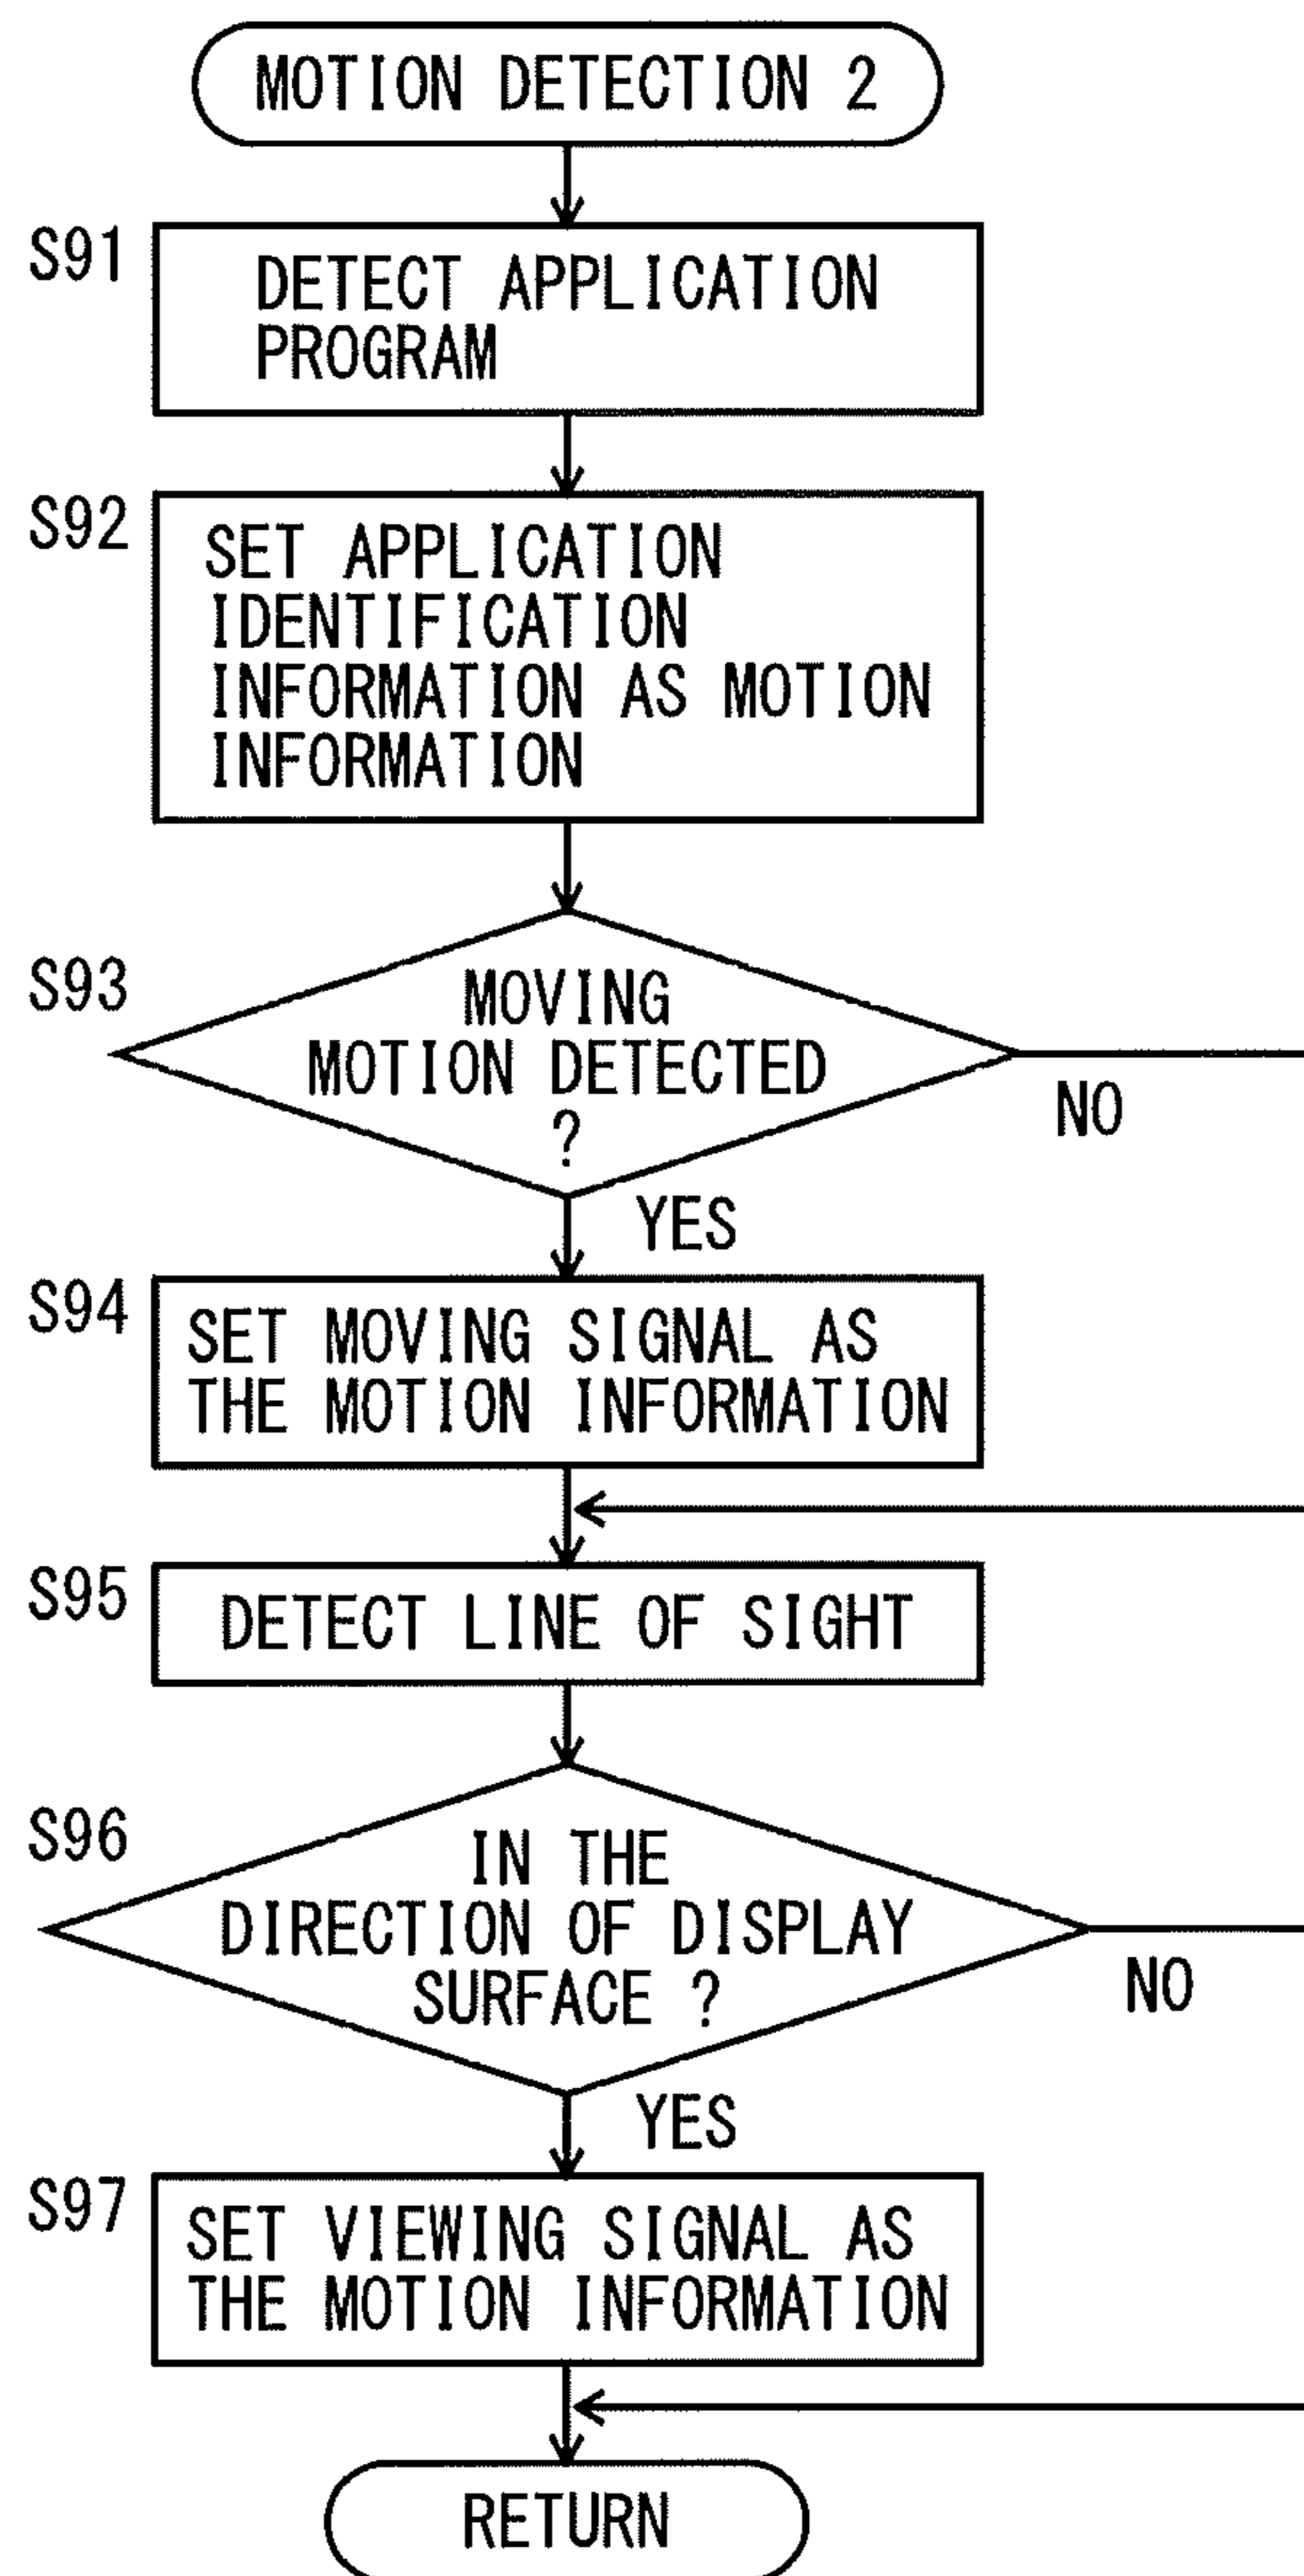 MOTION DETECTION 2
S91
DETECT APPLICATION
PROGRAM
S92
SET APPLICATION
IDENTIFICATION
INFORMATION AS MOTION
INFORMATION
S93
MOVING
MOTION DETECTED
?
NO
YES
S94
SET MOVING SIGNAL AS
THE MOTION INFORMATION
S95
DETECT LINE OF SIGHT
S96
IN THE
DIRECTION OF DISPLAY
SURFACE ?
NO
YES
S97
SET VIEWING SIGNAL AS
THE MOTION INFORMATION
RETURN